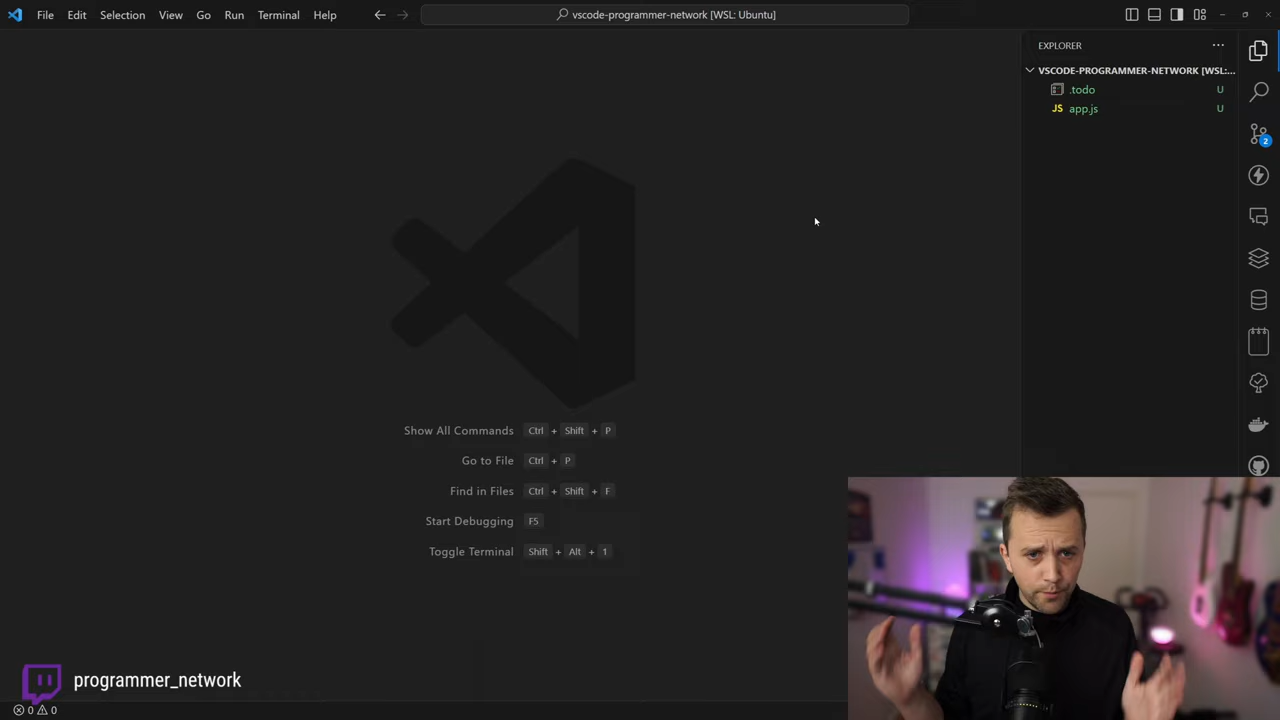 File Edit Selection View Go Run Terminal Help
vscode-programmer-network [WSL: Ubuntu]
EXPLORER
VSCODE-PROGRAMMER-NETWORK [WSL:...
.todo U
JS app.js U
2
Show All Commands Ctrl + Shift + P
Go to File Ctrl + P
Find in Files Ctrl + Shift + F
Start Debugging F5
Toggle Terminal Shift + Alt + 1
programmer_network
0 0